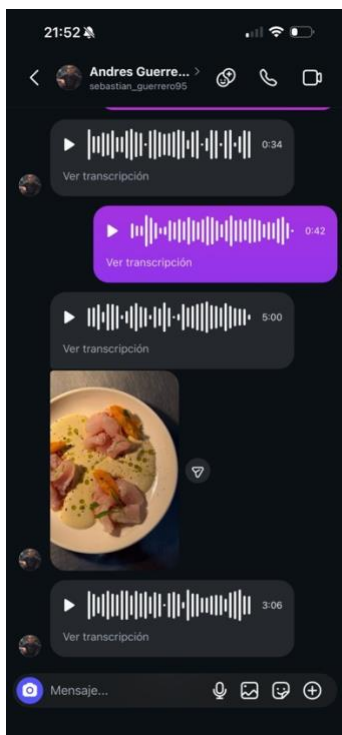 21:52
Andres Guerre...
sebastian_guerrero95
0:34
Ver transcripción
0:42
Ver transcripción
5:00
Ver transcripción
3:06
Ver transcripción
Mensaje...